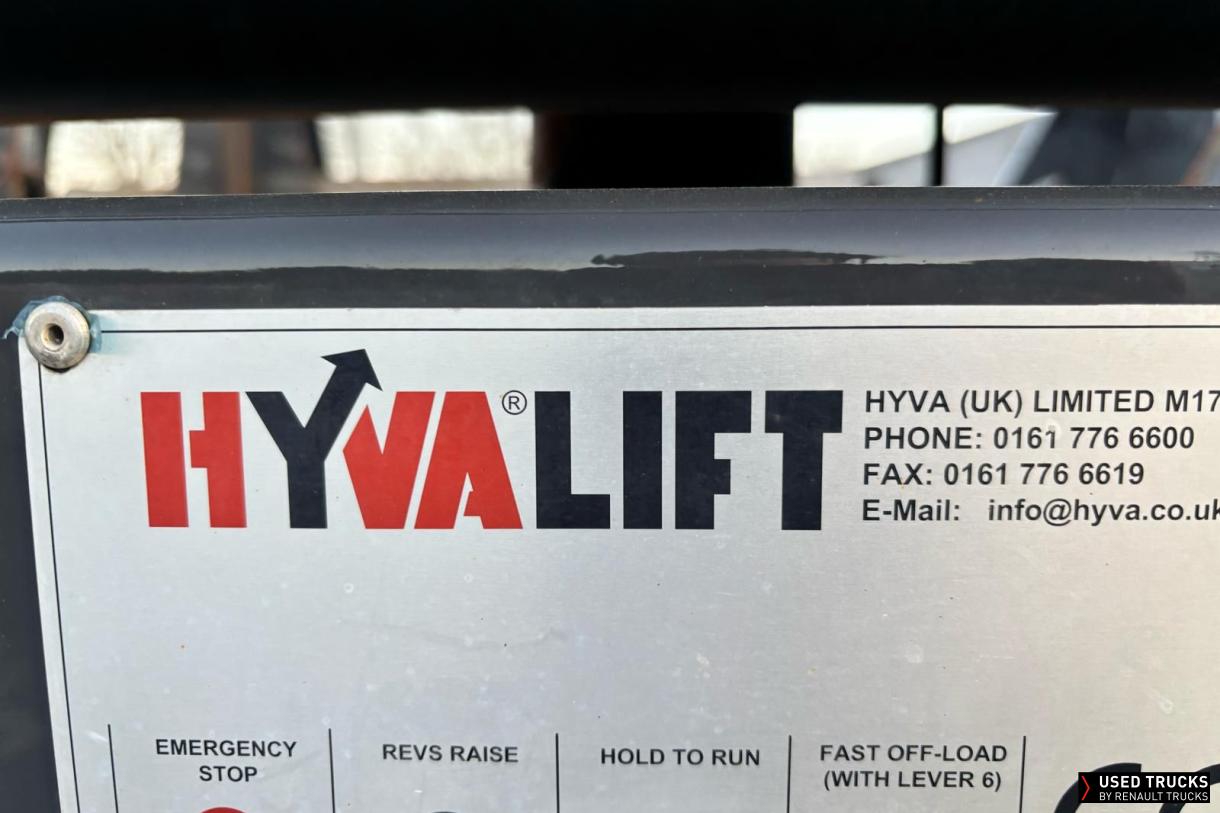 HYVA®LIFT
HYVA (UK) LIMITED M17
PHONE: 0161 776 6600
FAX: 0161 776 6619
E-Mail: info@hyva.co.uk
EMERGENCY
STOP
REVS RAISE
HOLD TO RUN
FAST OFF-LOAD
(WITH LEVER 6)
USED TRUCKS
BY RENAULT TRUCKS